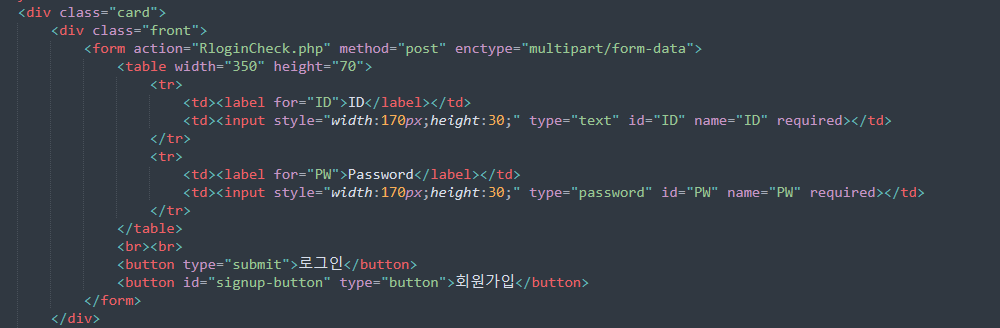 <div class="card">
<div class="front">
<form action="RloginCheck.php" method="post" enctype="multipart/form-data">
<table width="350" height="70">
<tr>
<td><label for="ID">ID</label></td>
<td><input style="width:170px;height:30;" type="text" id="ID" name="ID" required></td>
</tr>
<tr>
<td><label for="PW">Password</label></td>
<td><input style="width:170px;height:30;" type="password" id="PW" name="PW" required></td>
</tr>
</table>
<br><br>
<button type="submit">로그인</button>
<button id="signup-button" type="button">회원가입</button>
</form>
</div>